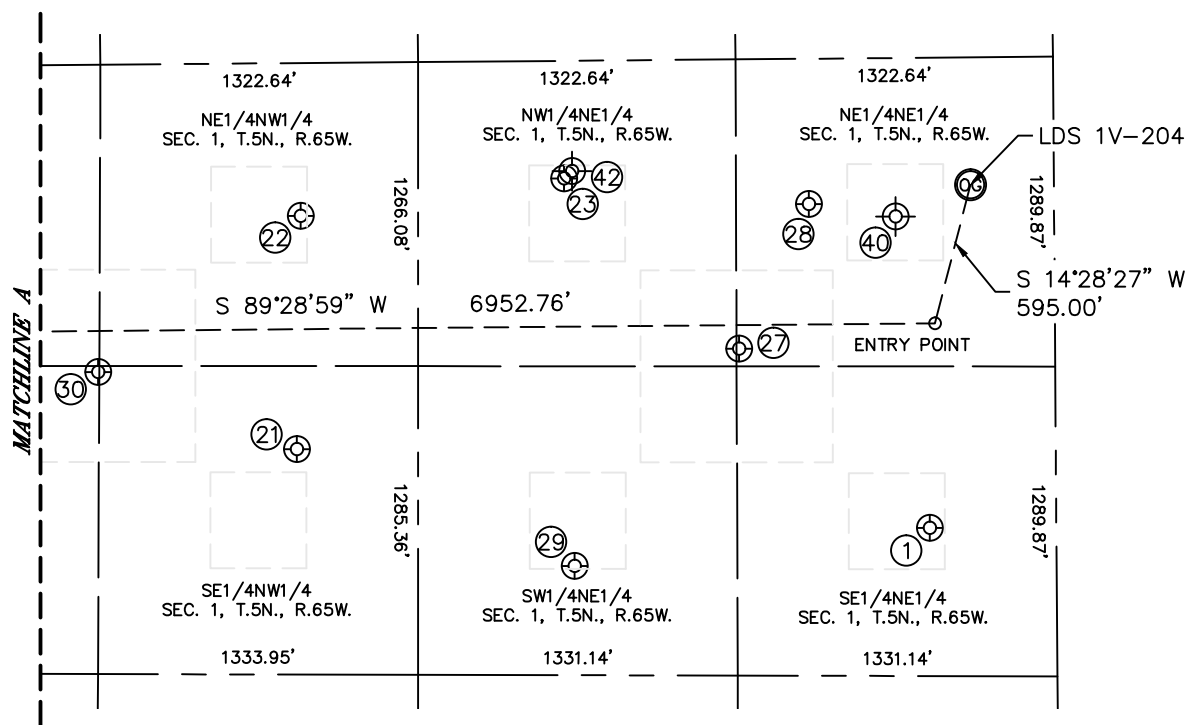 1322.64'
1322.64'
1322.64'
NE1/4NW1/4
SEC. 1, T.5N., R.65W.
NW1/4NE1/4
SEC. 1, T.5N., R.65W.
NE1/4NE1/4
SEC. 1, T.5N., R.65W.
LDS 1V-204
OG
42
23
28
40
22
1266.08'
1289.87'
S 14°28'27" W
595.00'
S 89°28'59" W
6952.76'
ENTRY POINT
27
MATCHLINE A
30
21
1285.36'
1289.87'
29
1
SE1/4NW1/4
SEC. 1, T.5N., R.65W.
SW1/4NE1/4
SEC. 1, T.5N., R.65W.
SE1/4NE1/4
SEC. 1, T.5N., R.65W.
1333.95'
1331.14'
1331.14'